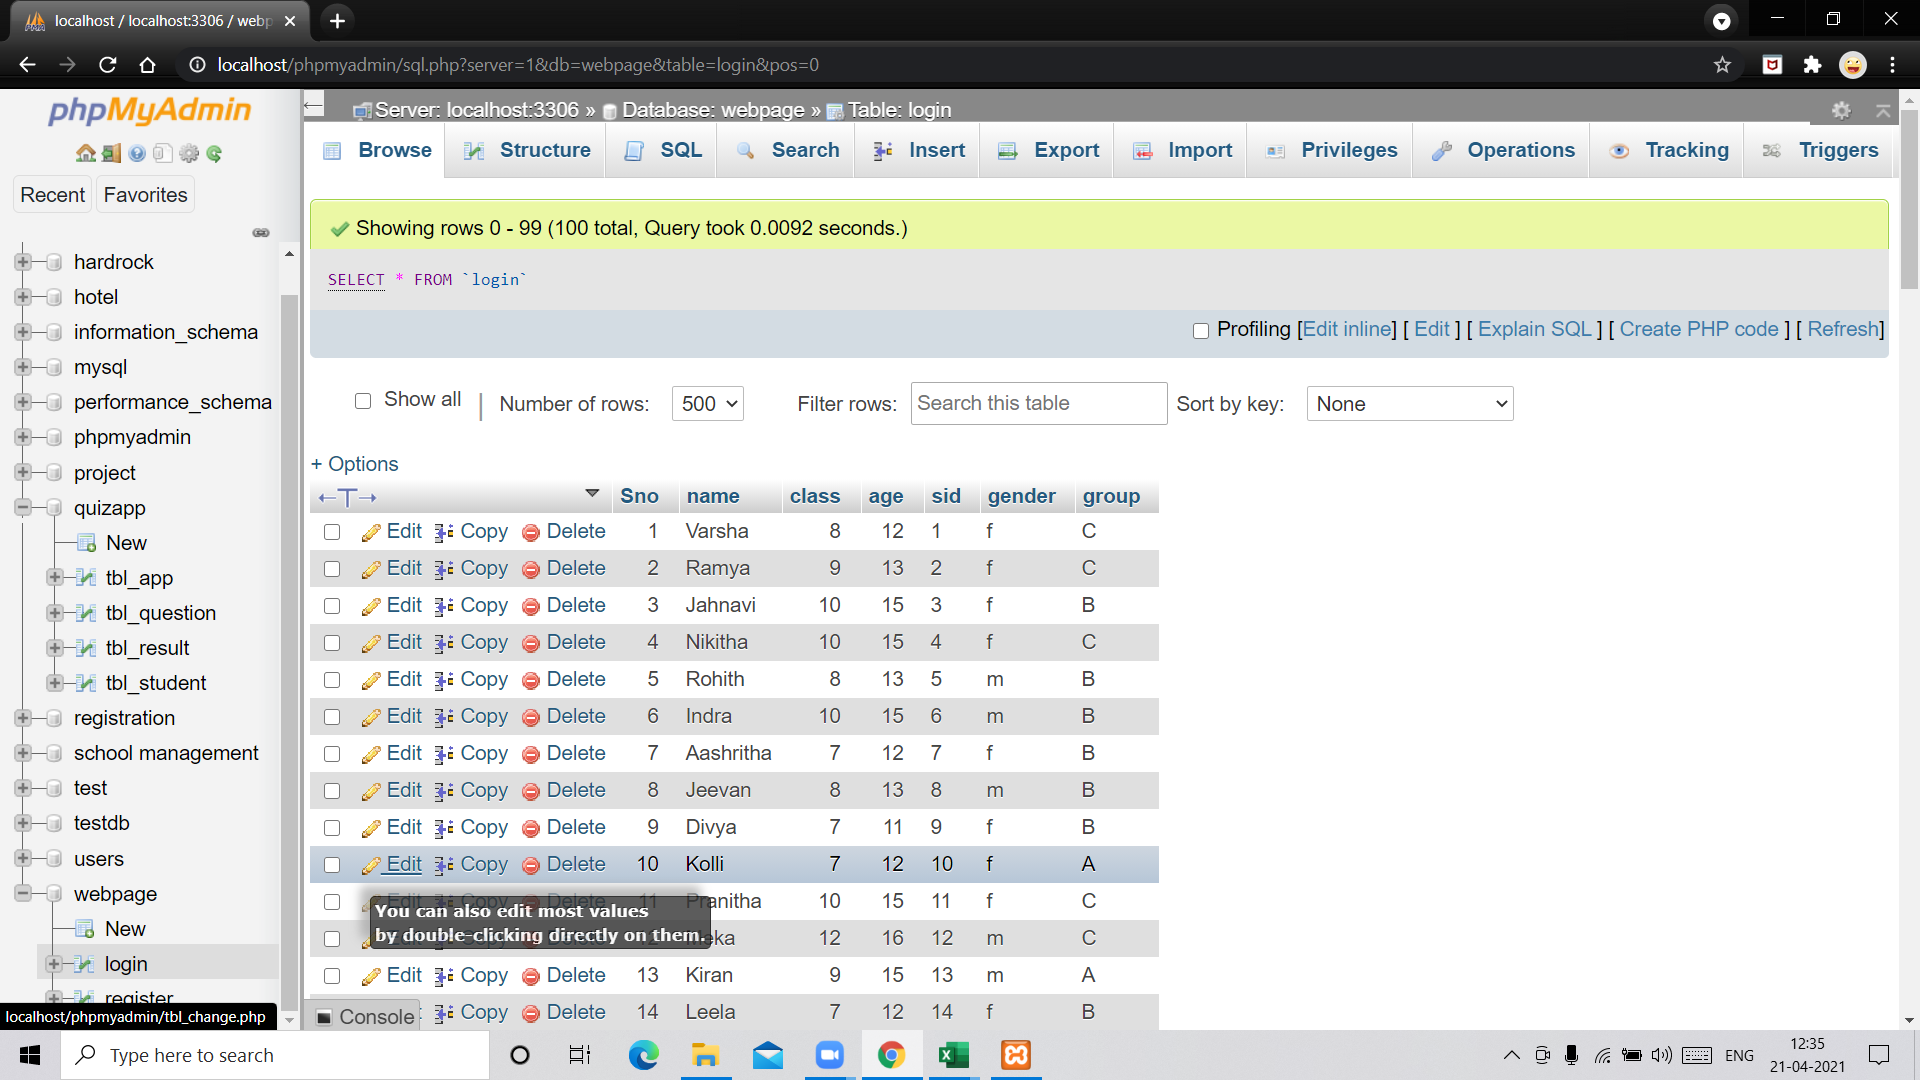 localhost / localhost:3306 / webp
localhost/phpmyadmin/sql.php?server=1&db=webpage&table=login&pos=0
phpMyAdmin
Recent Favorites
hardrock
hotel
information_schema
mysql
performance_schema
phpmyadmin
project
quizapp
New
tbl_app
tbl_question
tbl_result
tbl_student
registration
school management
test
testdb
users
webpage
New
login
register
localhost/phpmyadmin/tbl_change.php
Server: localhost:3306 » Database: webpage » Table: login
Browse Structure SQL Search Insert Export Import Privileges Operations Tracking Triggers
Showing rows 0 - 99 (100 total, Query took 0.0092 seconds.)
SELECT * FROM `login`
Profiling [Edit inline] [ Edit ] [ Explain SQL ] [ Create PHP code ] [ Refresh]
Show all | Number of rows: 500 Filter rows: Search this table Sort by key: None
+ Options
←T→ Sno name class age sid gender group
Edit Copy Delete 1 Varsha 8 12 1 f C
Edit Copy Delete 2 Ramya 9 13 2 f C
Edit Copy Delete 3 Jahnavi 10 15 3 f B
Edit Copy Delete 4 Nikitha 10 15 4 f C
Edit Copy Delete 5 Rohith 8 13 5 m B
Edit Copy Delete 6 Indra 10 15 6 m B
Edit Copy Delete 7 Aashritha 7 12 7 f B
Edit Copy Delete 8 Jeevan 8 13 8 m B
Edit Copy Delete 9 Divya 7 11 9 f B
Edit Copy Delete 10 Kolli 7 12 10 f A
Edit Copy Delete 11 Pranitha 10 15 11 f C
You can also edit most values
by double-clicking directly on them.
12 16 12 m C
Edit Copy Delete 13 Kiran 9 15 13 m A
Copy Delete 14 Leela 7 12 14 f B
Console
Type here to search
ENG
12:35
21-04-2021